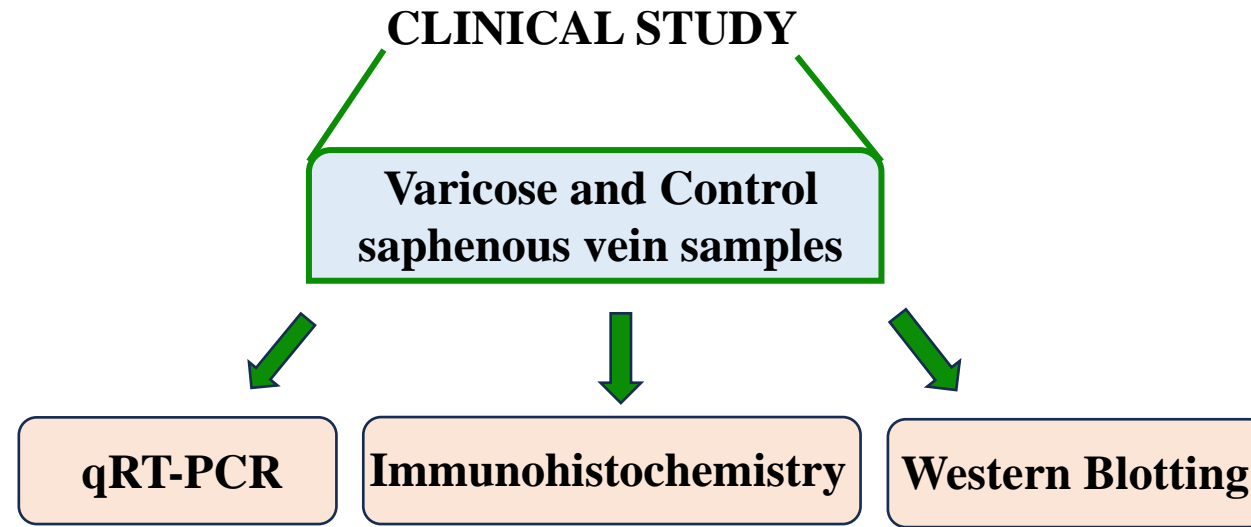 CLINICAL STUDY
Varicose and Control
saphenous vein samples
qRT-PCR
Immunohistochemistry
Western Blotting